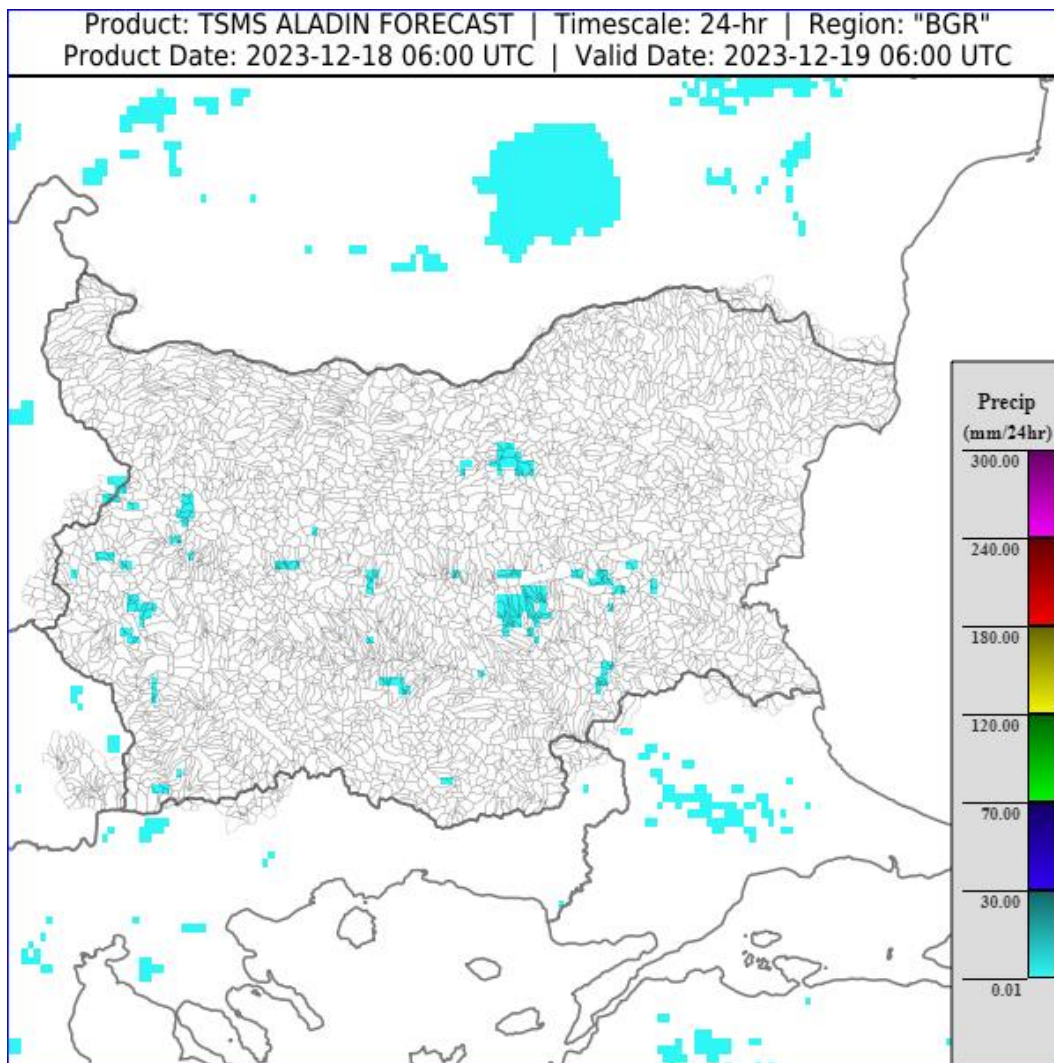 Product: TSMS ALADIN FORECAST | Timescale: 24-hr | Region: "BGR"
Product Date: 2023-12-18 06:00 UTC | Valid Date: 2023-12-19 06:00 UTC
Precip
(mm/24hr)
300.00
240.00
180.00
120.00
70.00
30.00
0.01